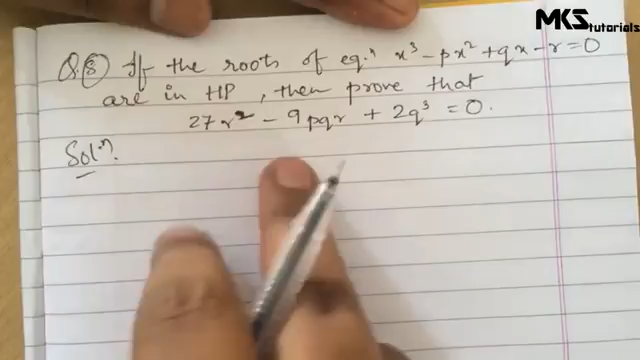 MKS tutorials
Q.8 If the roots of eq.ⁿ x³ - px² + qx - r = 0
are in HP, then prove that
27r² - 9pqr + 2q³ = 0.
Solⁿ.